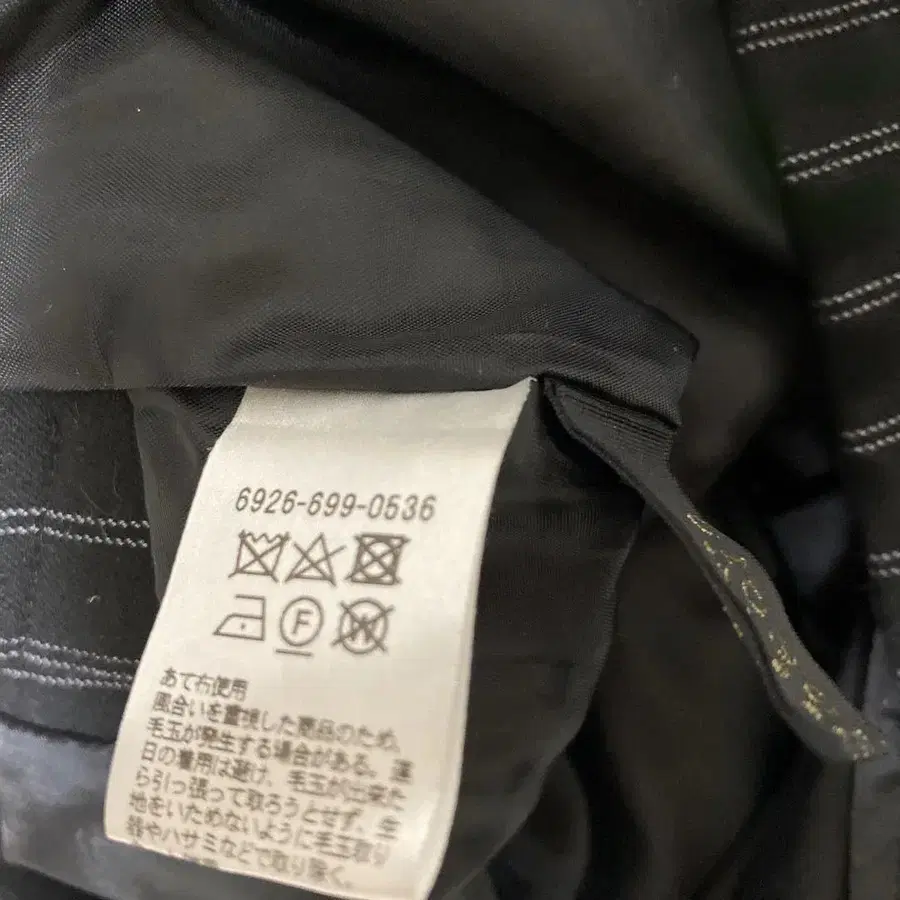 6926-699-0536
F
W
あて布使用
風合いを重視した商品のため、
毛玉が発生する場合がある。連
日の着用は避け、毛玉が出来た
ら引っ張って取ろうとせず、生
地をいためないように毛玉取り
器やハサミなどで取り除く。